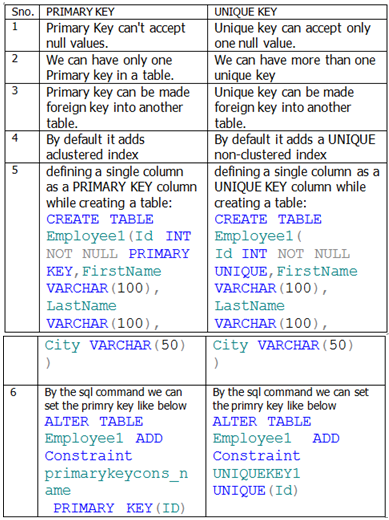 Sno. PRIMARY KEY UNIQUE KEY
1 Primary Key can't accept null values.
Unique key can accept only one null value.
2 We can have only one Primary key in a table.
We can have more than one unique key
3 Primary key can be made foreign key into another table.
Unique key can be made foreign key into another table.
4 By default it adds aclustered index
By default it adds a UNIQUE non-clustered index
5 defining a single column
as a PRIMARY KEY column
while creating a table:
CREATE TABLE
Employee1(Id INT
NOT NULL PRIMARY
KEY,FirstName
VARCHAR(100),
LastName
VARCHAR(100),
City VARCHAR(50)
)
defining a single column as a
UNIQUE KEY column while
creating a table:
CREATE TABLE
Employee1(
Id INT NOT NULL
UNIQUE,FirstName
VARCHAR(100),
LastName
VARCHAR(100),
City VARCHAR(50)
)
6 By the sql command we can
set the primry key like below
ALTER TABLE
Employee1 ADD
Constraint
primarykeycons_n
ame
PRIMARY KEY(ID)
By the sql command we can set
the primry key like below
ALTER TABLE
Employee1 ADD
Constraint
UNIQUEKEY1
UNIQUE(Id)